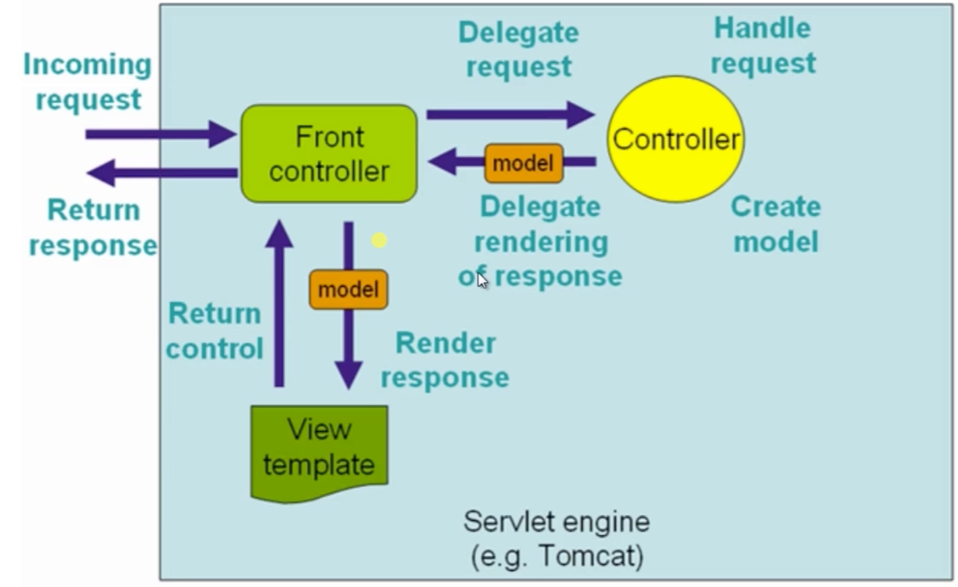 Incoming
request
Return
response
Front
controller
Delegate
request
Handle
request
Controller
model
Delegate
rendering
of response
Create
model
Return
control
model
Render
response
View
template
Servlet engine
(e.g. Tomcat)